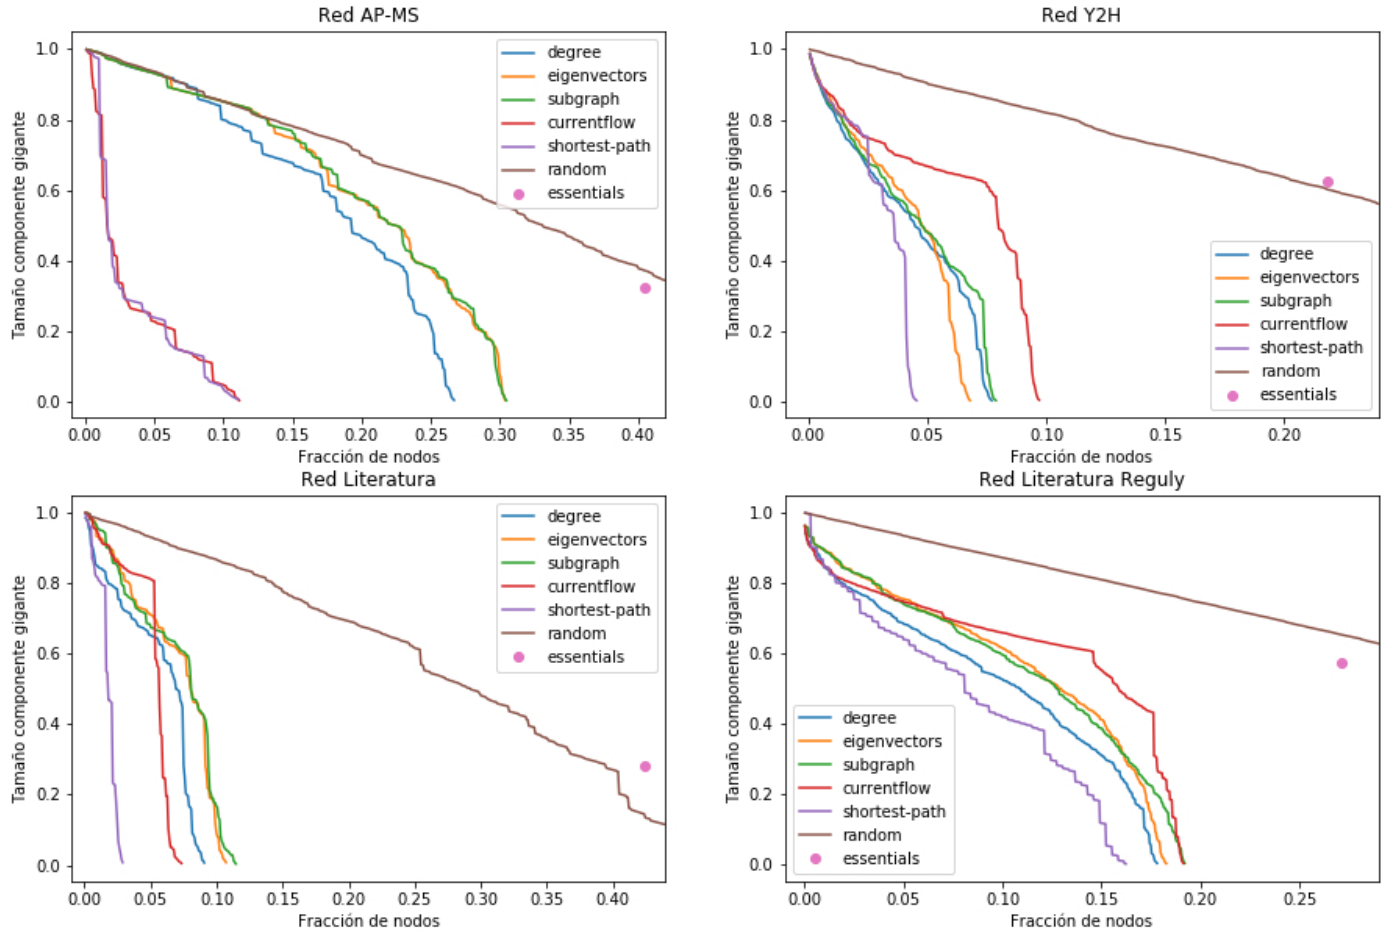 Red AP-MS
Tamaño componente gigante
1.0
0.8
0.6
0.4
0.2
0.0
degree
eigenvectors
subgraph
currentflow
shortest-path
random
essentials
0.00 0.05 0.10 0.15 0.20 0.25 0.30 0.35 0.40
Fracción de nodos
Red Y2H
Tamaño componente gigante
1.0
0.8
0.6
0.4
0.2
0.0
degree
eigenvectors
subgraph
currentflow
shortest-path
random
essentials
0.00 0.05 0.10 0.15 0.20
Fracción de nodos
Red Literatura
Tamaño componente gigante
1.0
0.8
0.6
0.4
0.2
0.0
degree
eigenvectors
subgraph
currentflow
shortest-path
random
essentials
0.00 0.05 0.10 0.15 0.20 0.25 0.30 0.35 0.40
Fracción de nodos
Red Literatura Reguly
Tamaño componente gigante
1.0
0.8
0.6
0.4
0.2
0.0
degree
eigenvectors
subgraph
currentflow
shortest-path
random
essentials
0.00 0.05 0.10 0.15 0.20 0.25
Fracción de nodos